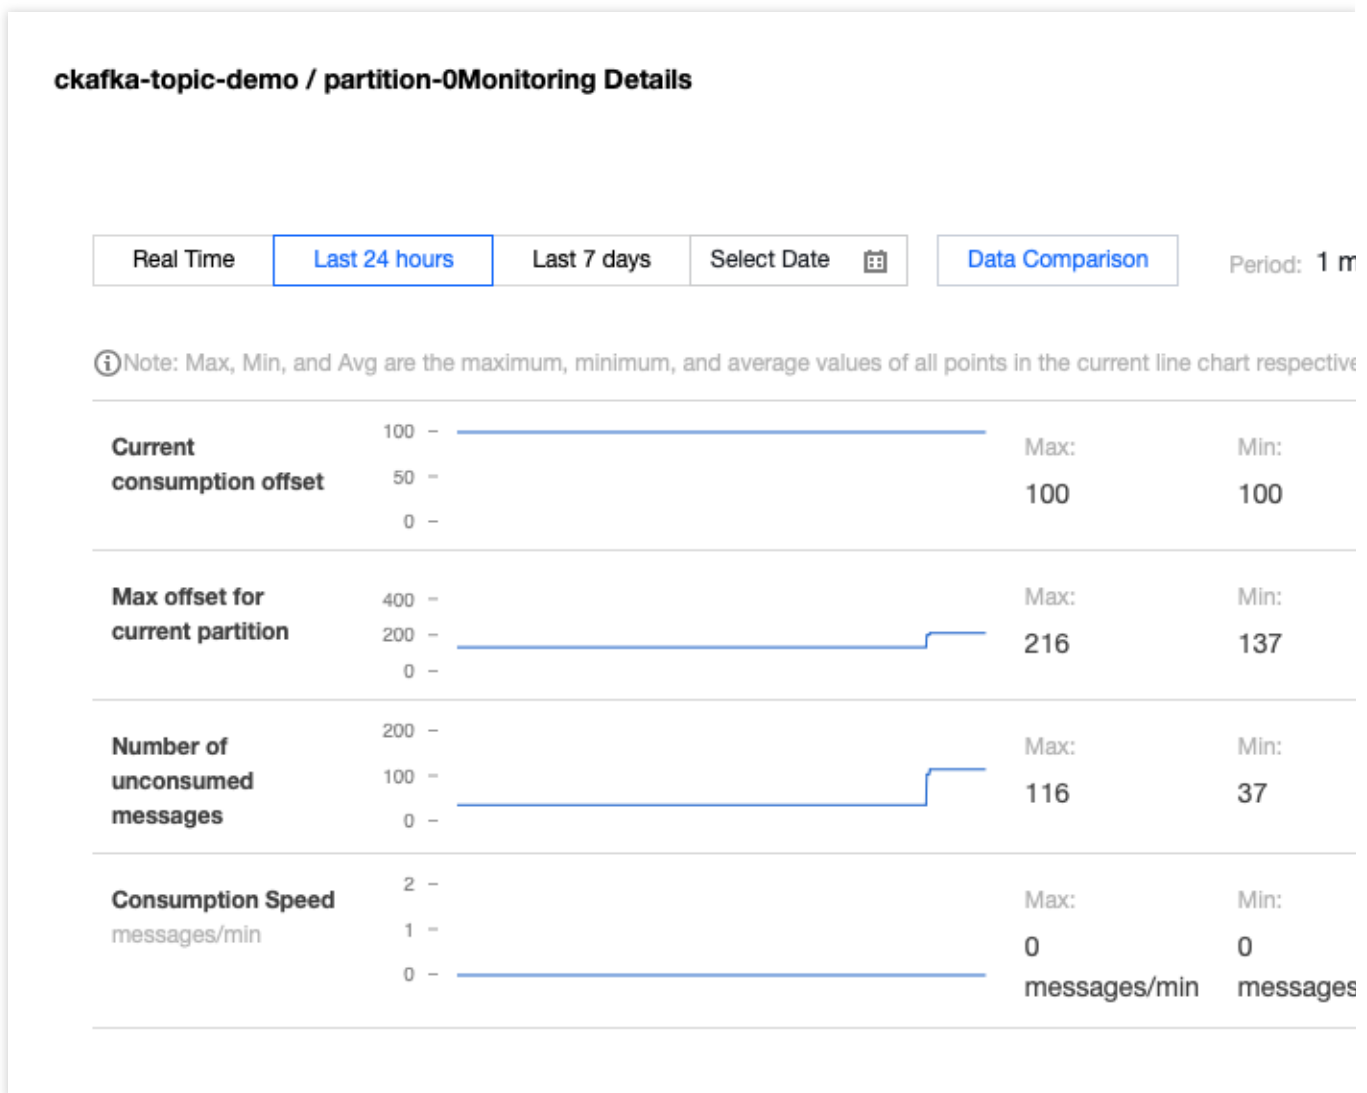 ckafka-topic-demo / partition-0Monitoring Details
Real Time Last 24 hours Last 7 days Select Date Data Comparison Period: 1 m
Note: Max, Min, and Avg are the maximum, minimum, and average values of all points in the current line chart respective
Current
consumption offset
100
50
0
Max:
100
Min:
100
Max offset for
current partition
400
200
0
Max:
216
Min:
137
Number of
unconsumed
messages
200
100
0
Max:
116
Min:
37
Consumption Speed
messages/min
2
1
0
Max:
0
messages/min
Min:
0
messages